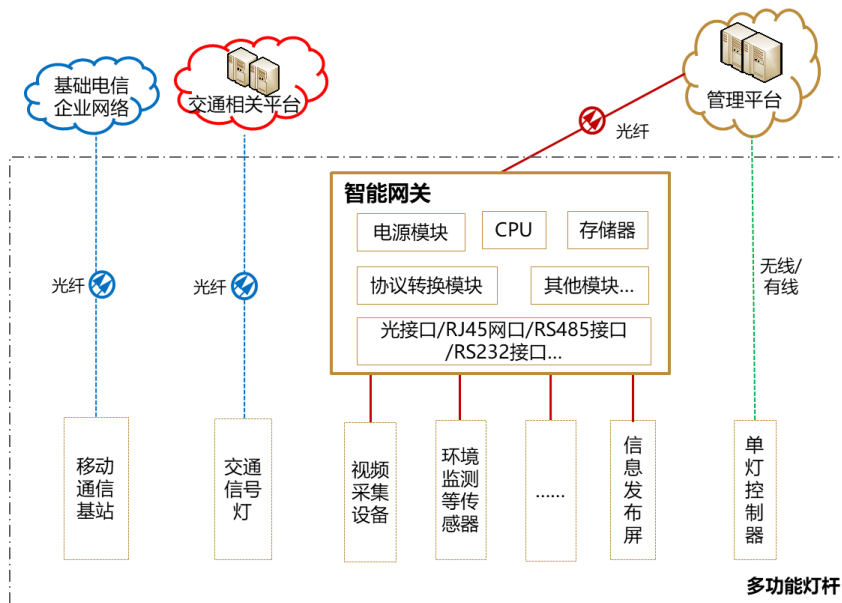 基础电信
企业网络
交通相关平台
管理平台
光纤
智能网关
电源模块
CPU
存储器
协议转换模块
其他模块...
光接口/RJ45网口/RS485接口
/RS232接口...
光纤
光纤
无线/
有线
移动
通信
基站
交通
信号
灯
视频
采集
设备
环境
监测
等传
感器
......
信
息
发
布
屏
单
灯
控
制
器
多功能灯杆